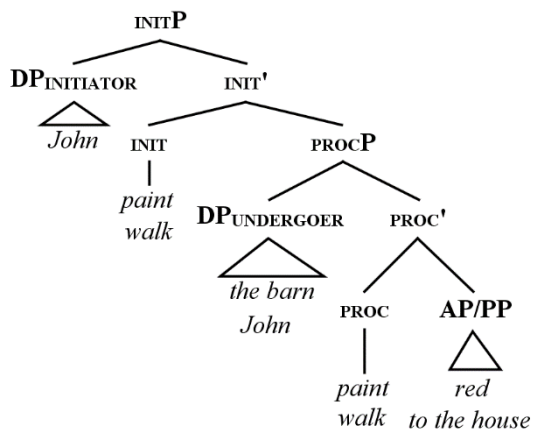 INITP
DPINITIATOR INIT'
John
INIT PROCP
paint
walk
DPUNDERGOER PROC'
the barn
John
PROC AP/PP
paint red
walk to the house